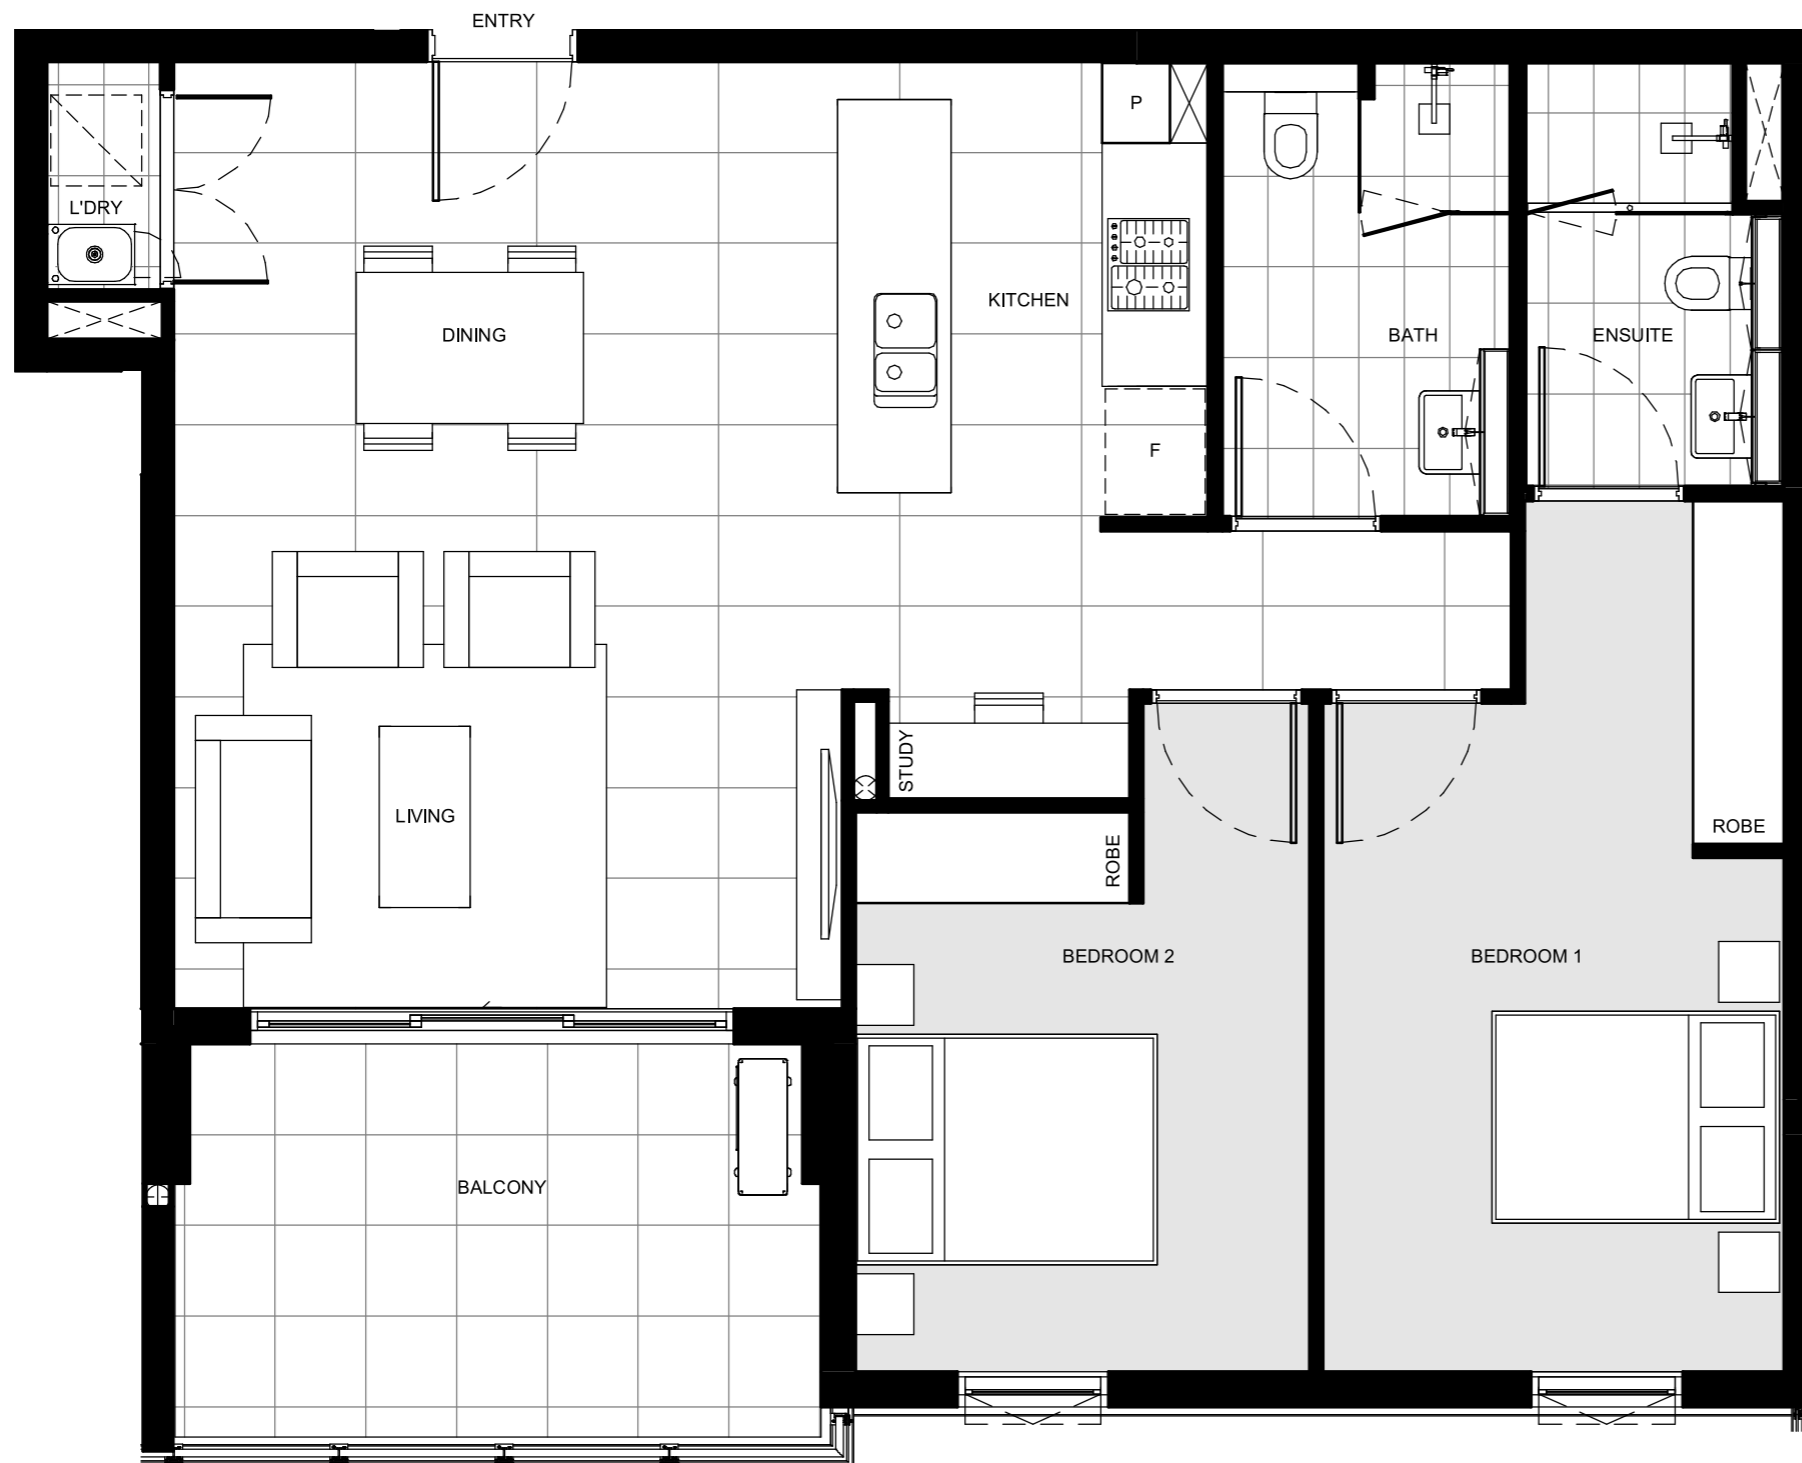 ENTRY
P
L'DRY
KITCHEN
DINING
BATH
ENSUITE
F
STUDY
LIVING
ROBE
ROBE
BEDROOM 2
BEDROOM 1
BALCONY